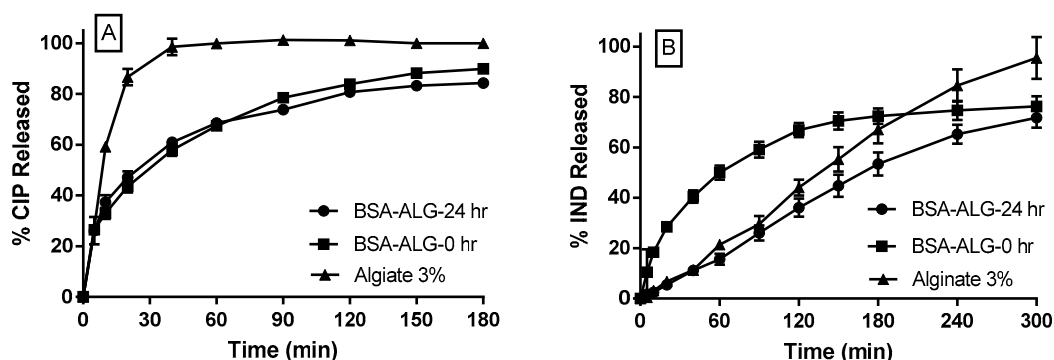 A
% CIP Released
100
80
60
40
20
0
0 30 60 90 120 150 180
Time (min)
BSA-ALG-24 hr
BSA-ALG-0 hr
Algiate 3%
B
% IND Released
100
80
60
40
20
0
0 60 120 180 240 300
Time (min)
BSA-ALG-24 hr
BSA-ALG-0 hr
Alginate 3%